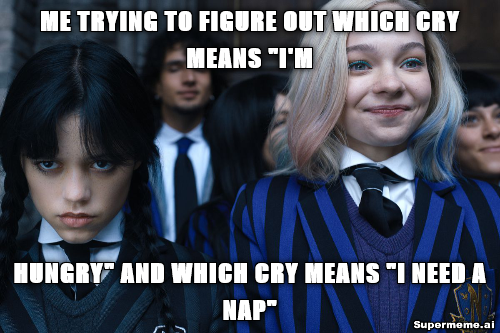 ME TRYING TO FIGURE OUT WHICH CRY
MEANS "I'M
HUNGRY" AND WHICH CRY MEANS "I NEED A
NAP"
Supermeme.ai